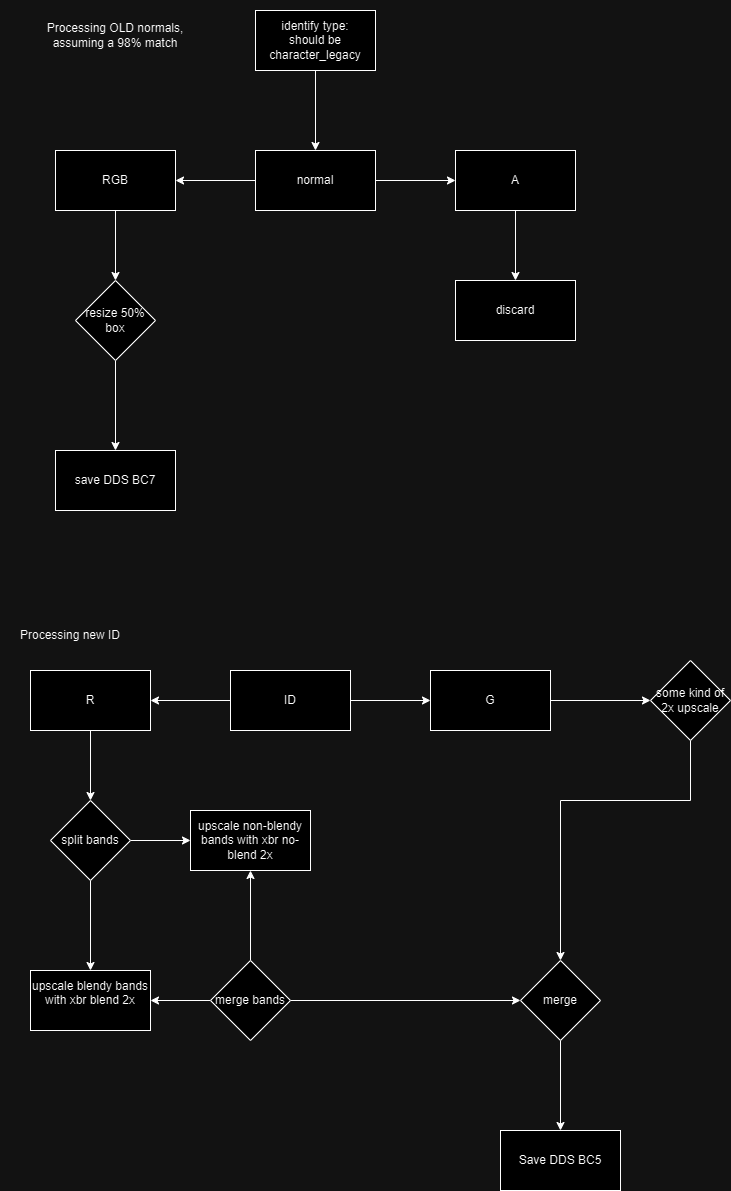 Processing OLD normals,
assuming a 98% match
identify type:
should be
character_legacy
RGB
normal
A
resize 50%
box
discard
save DDS BC7
Processing new ID
R
ID
G
some kind of
2x upscale
split bands
upscale non-blendy
bands with xbr no-
blend 2x
upscale blendy bands
with xbr blend 2x
merge bands
merge
Save DDS BC5